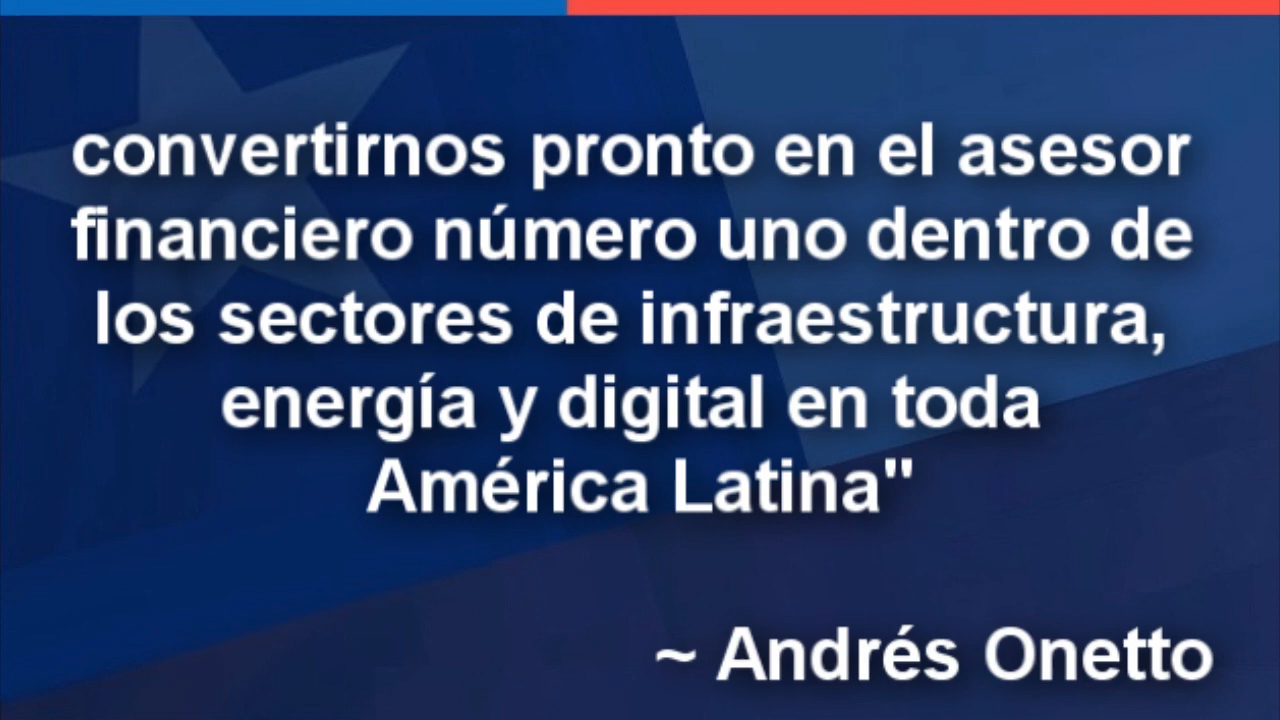 convertirnos pronto en el asesor
financiero número uno dentro de
los sectores de infraestructura,
energía y digital en toda
América Latina"
~ Andrés Onetto